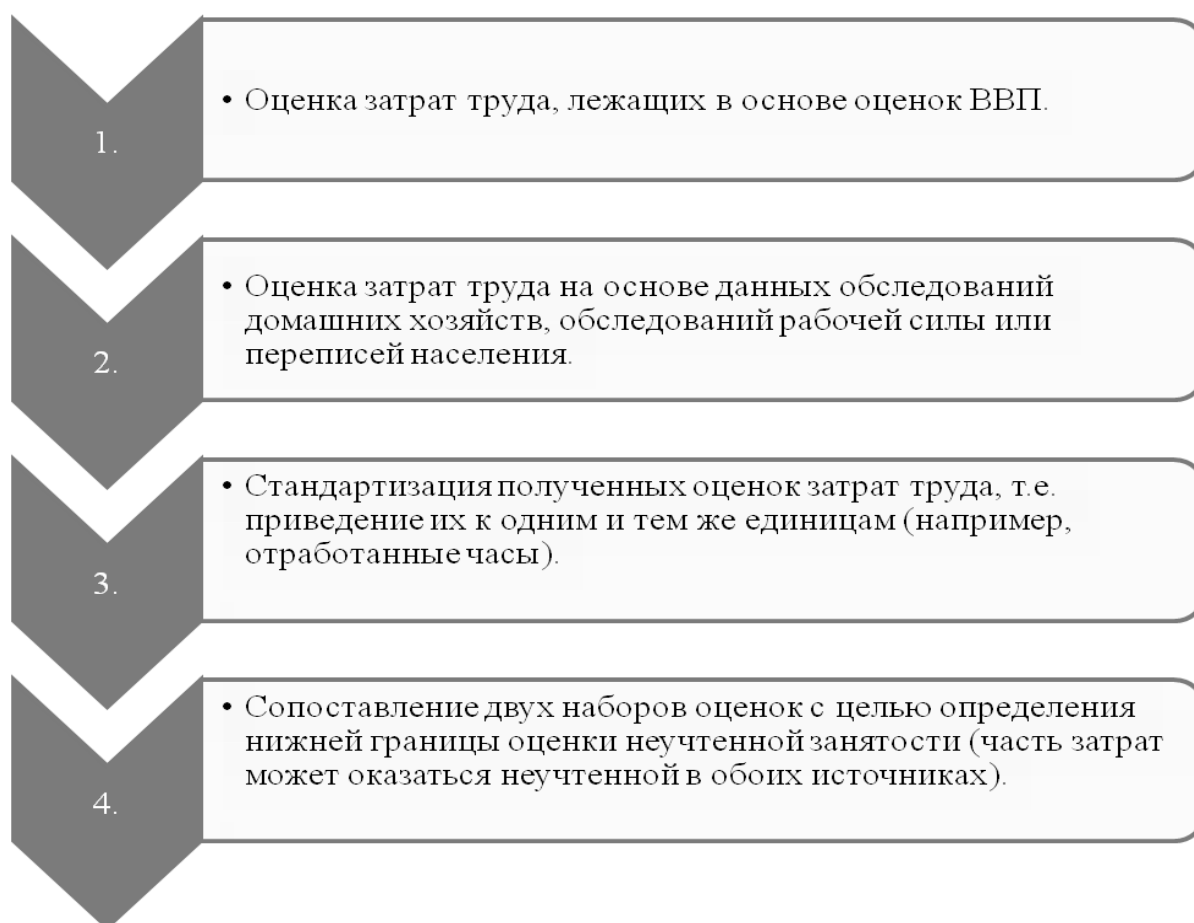 1.
• Оценка затрат труда, лежащих в основе оценок ВВП.
2.
• Оценка затрат труда на основе данных обследований
домашних хозяйств, обследований рабочей силы или
переписей населения.
3.
• Стандартизация полученных оценок затрат труда, т.е.
приведение их к одним и тем же единицам (например,
отработанные часы).
4.
• Сопоставление двух наборов оценок с целью определения
нижней границы оценки неучтенной занятости (часть затрат
может оказаться неучтенной в обоих источниках).